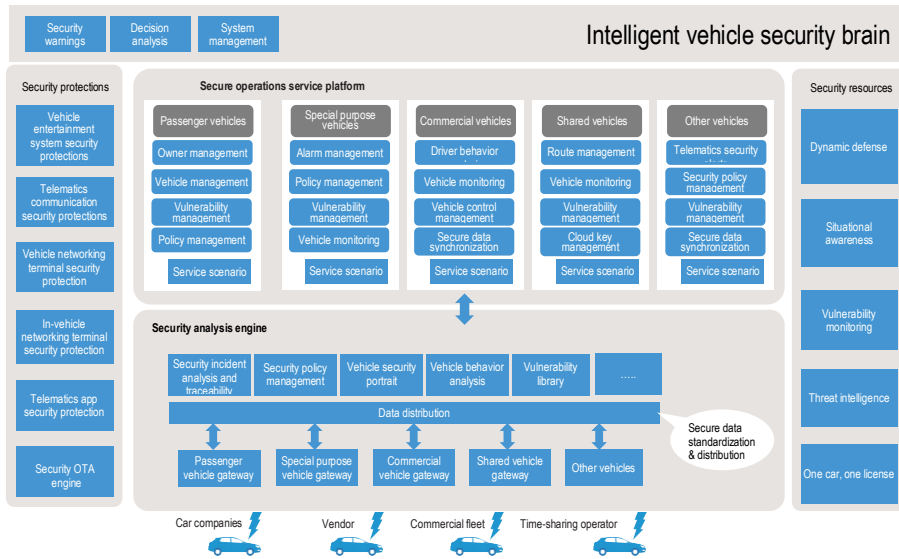 Security
warnings
Decision
analysis
System
management
Intelligent vehicle security brain
Security protections
Vehicle
entertainment
system security
protections
Telematics
communication
security protections
Vehicle networking
terminal security
protection
In-vehicle
networking terminal
security protection
Telematics app
security protection
Security OTA
engine
Secure operations service platform
Passenger vehicles
Owner management
Vehicle management
Vulnerability
management
Policy management
Service scenario
Special purpose
vehicles
Alarm management
Policy management
Vulnerability
management
Vehicle monitoring
Service scenario
Commercial vehicles
Driver behavior
Vehicle monitoring
Vehicle control
management
Secure data
synchronization
Service scenario
Shared vehicles
Route management
Vehicle monitoring
Vulnerability
management
Cloud key
management
Service scenario
Other vehicles
Telematics security
Security policy
management
Vulnerability
management
Secure data
synchronization
Service scenario
Security analysis engine
Security incident
analysis and
traceability
Security policy
management
Vehicle security
portrait
Vehicle behavior
analysis
Vulnerability
library
.....
Data distribution
Secure data
standardization
& distribution
Passenger
vehicle gateway
Special purpose
vehicle gateway
Commercial
vehicle gateway
Shared vehicle
gateway
Other vehicles
Car companies
Vendor
Commercial fleet
Time-sharing operator
Security resources
Dynamic defense
Situational
awareness
Vulnerability
monitoring
Threat intelligence
One car, one license